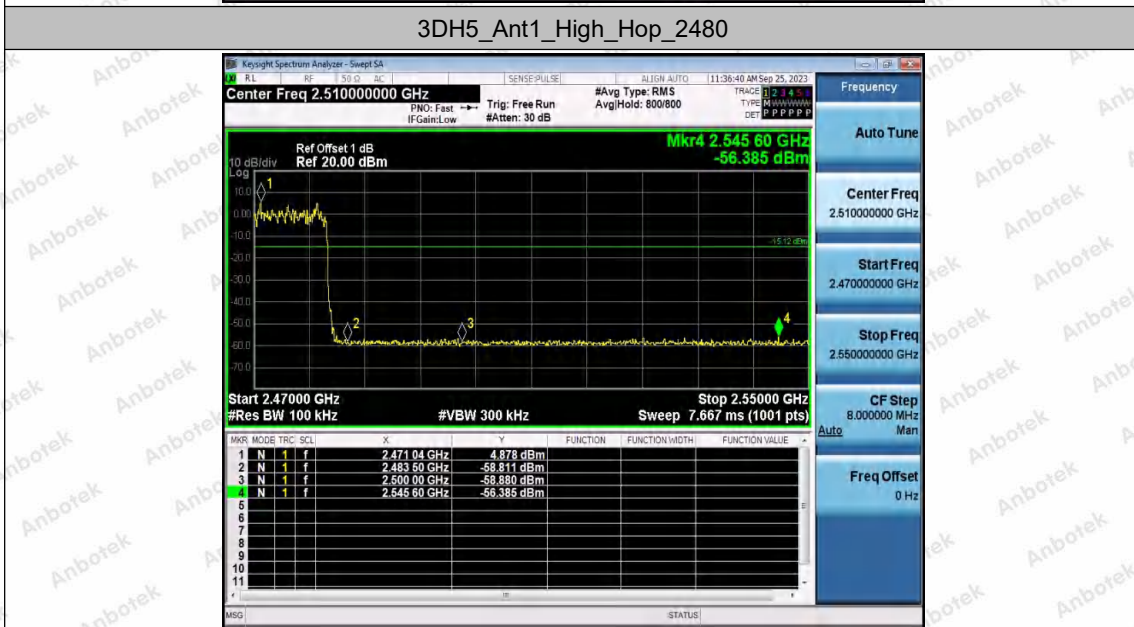 3DH5_Ant1_High_Hop_2480
Keysight Spectrum Analyzer - Swept SA
RL RF 50 Ω AC SENSE:PULSE ALIGN AUTO 11:36:40 AM Sep 25, 2023
Center Freq 2.510000000 GHz
PNO: Fast
IFGain:Low
Trig: Free Run
#Atten: 30 dB
#Avg Type: RMS
Avg|Hold: 800/800
TRACE 1 2 3 4 5 6
TYPE M W W W W W
DET P P P P P P
Ref Offset 1 dB
10 dB/div Ref 20.00 dBm
Log
Mkr4 2.545 60 GHz
-56.385 dBm
10.0
0.00
-10.0
-20.0
-30.0
-40.0
-50.0
-60.0
-70.0
1
2
3
4
-15.12 dBm
Start 2.47000 GHz Stop 2.55000 GHz
#Res BW 100 kHz #VBW 300 kHz Sweep 7.667 ms (1001 pts)
MKR MODE TRC SCL X Y FUNCTION FUNCTION WIDTH FUNCTION VALUE
1 N 1 f 2.471 04 GHz 4.878 dBm
2 N 1 f 2.483 50 GHz -58.811 dBm
3 N 1 f 2.500 00 GHz -58.880 dBm
4 N 1 f 2.545 60 GHz -56.385 dBm
5
6
7
8
9
10
11
MSG STATUS
Frequency
Auto Tune
Center Freq
2.510000000 GHz
Start Freq
2.470000000 GHz
Stop Freq
2.550000000 GHz
CF Step
8.000000 MHz
Auto Man
Freq Offset
0 Hz
Anbotek